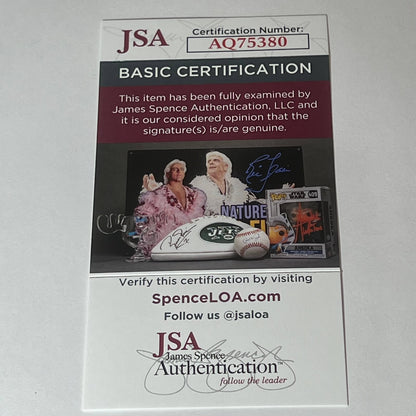 JSA
Certification Number:
AQ75380
BASIC CERTIFICATION
This item has been fully examined by
James Spence Authentication, LLC and
it is our considered opinion that the
signature(s) is/are genuine.
NATURE
JETS
Verify this certification by visiting
SpenceLOA.com
Follow us @jsaloa
JSA
James Spence
Authentication™
follow the leader